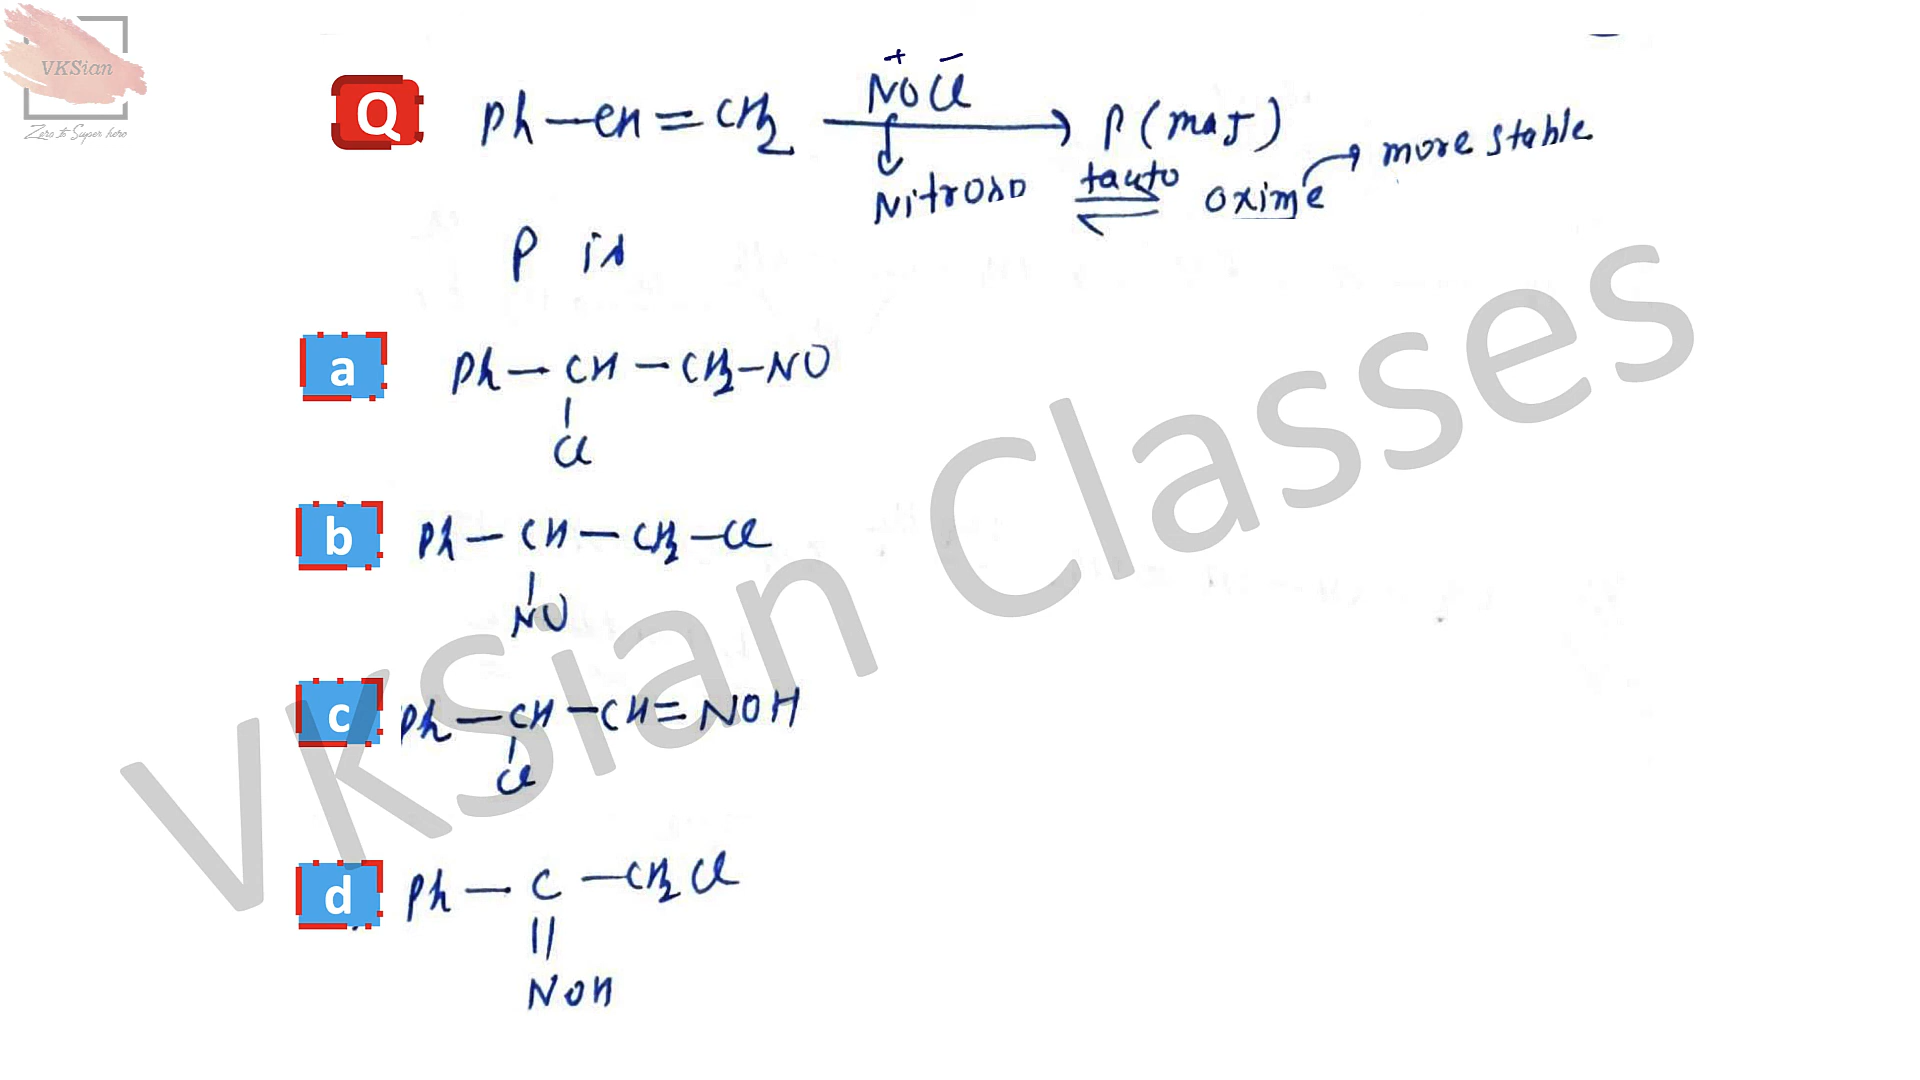 VKSian
Zero to Super hero
+ −
NOCl
Q Ph—CH=CH2 → P (maj)
Nitroso tauto ⇌ oxime → more stable
P is
a Ph—CH—CH2—NO
Cl
b Ph—CH—CH2—Cl
NO
c Ph—CH—CH=NOH
Cl
d Ph—C—CH2Cl
NOH
VKSian Classes